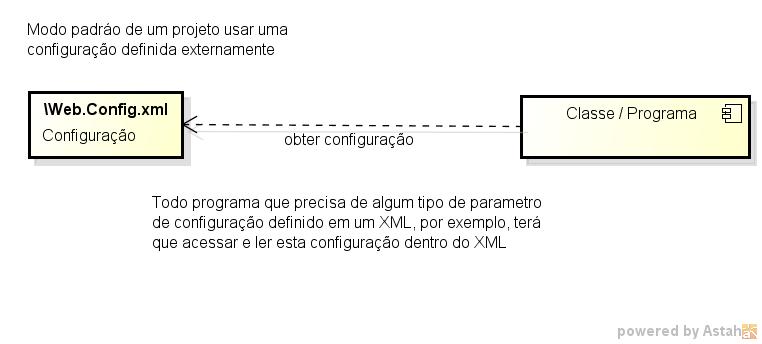 Modo padráo de um projeto usar uma
configuração definida externamente
\Web.Config.xml
Configuração
Classe / Programa
obter configuração
Todo programa que precisa de algum tipo de parametro
de configuração definido em um XML, por exemplo, terá
que acessar e ler esta configuração dentro do XML
powered by Astah